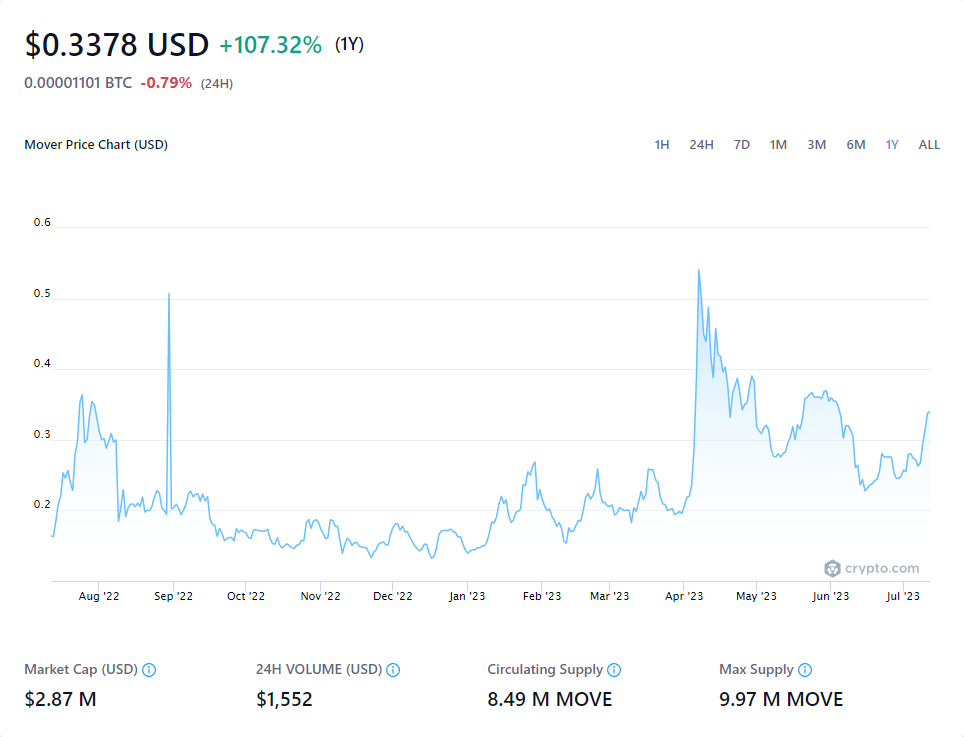 $0.3378 USD +107.32% (1Y)
0.00001101 BTC -0.79% (24H)
Mover Price Chart (USD) 1H 24H 7D 1M 3M 6M 1Y ALL
0.6
0.5
0.4
0.3
0.2
crypto.com
Aug '22 Sep '22 Oct '22 Nov '22 Dec '22 Jan '23 Feb '23 Mar '23 Apr '23 May '23 Jun '23 Jul '23
Market Cap (USD) 24H VOLUME (USD) Circulating Supply Max Supply
$2.87 M $1,552 8.49 M MOVE 9.97 M MOVE